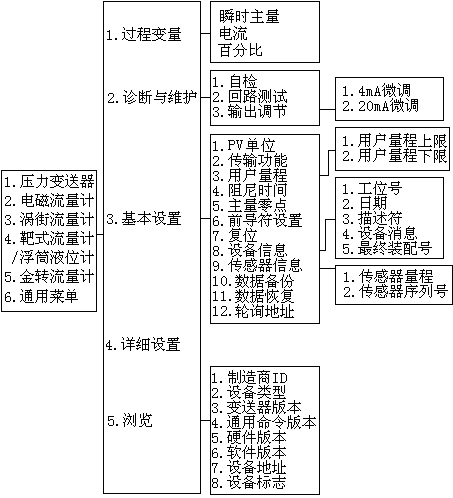 1.压力变送器
2.电磁流量计
3.涡街流量计
4.靶式流量计
/浮筒液位计
5.金转流量计
6.通用菜单
1.过程变量
2.诊断与维护
3.基本设置
4.详细设置
5.浏览
瞬时主量
电流
百分比
1.自检
2.回路测试
3.输出调节
1.4mA微调
2.20mA微调
1.PV单位
2.传输功能
3.用户量程
4.阻尼时间
5.主量零点
6.前导符设置
7.复位
8.设备信息
9.传感器信息
10.数据备份
11.数据恢复
12.轮询地址
1.用户量程上限
2.用户量程下限
1.工位号
2.日期
3.描述符
4.设备消息
5.最终装配号
1.传感器量程
2.传感器序列号
1.制造商ID
2.设备类型
3.变送器版本
4.通用命令版本
5.硬件版本
6.软件版本
7.设备地址
8.设备标志